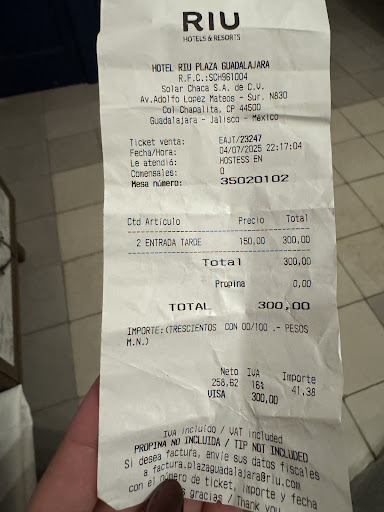 RIU
HOTELS & RESORTS
HOTEL RIU PLAZA GUADALAJARA
R.F.C.:SCH961004
Solar Chaca S.A. de C.V.
Av.Adolfo Lopez Mateos - Sur. N830
Col Chapalita, CP 44500
Guadalajara - Jalisco - México
Ticket venta: EAJT/23247
Fecha/Hora: 04/07/2025 22:17:04
Le atendió: HOSTESS EN
Comensales: 0
Mesa número: 35020102
Ctd Artículo Precio Total
2 ENTRADA TARDE 150,00 300,00
Total 300,00
Propina 0,00
TOTAL 300,00
IMPORTE:(TRESCIENTOS CON 00/100 .- PESOS
M.N.)
Neto IVA Importe
258,62 16% 41,38
VISA 300,00
IVA incluido / VAT included
PROPINA NO INCLUIDA / TIP NOT INCLUDED
Si desea factura, envíe sus datos fiscales
a factura.plazaguadalajara@riu.com
con el número de ticket, importe y fecha
gracias / Thank you